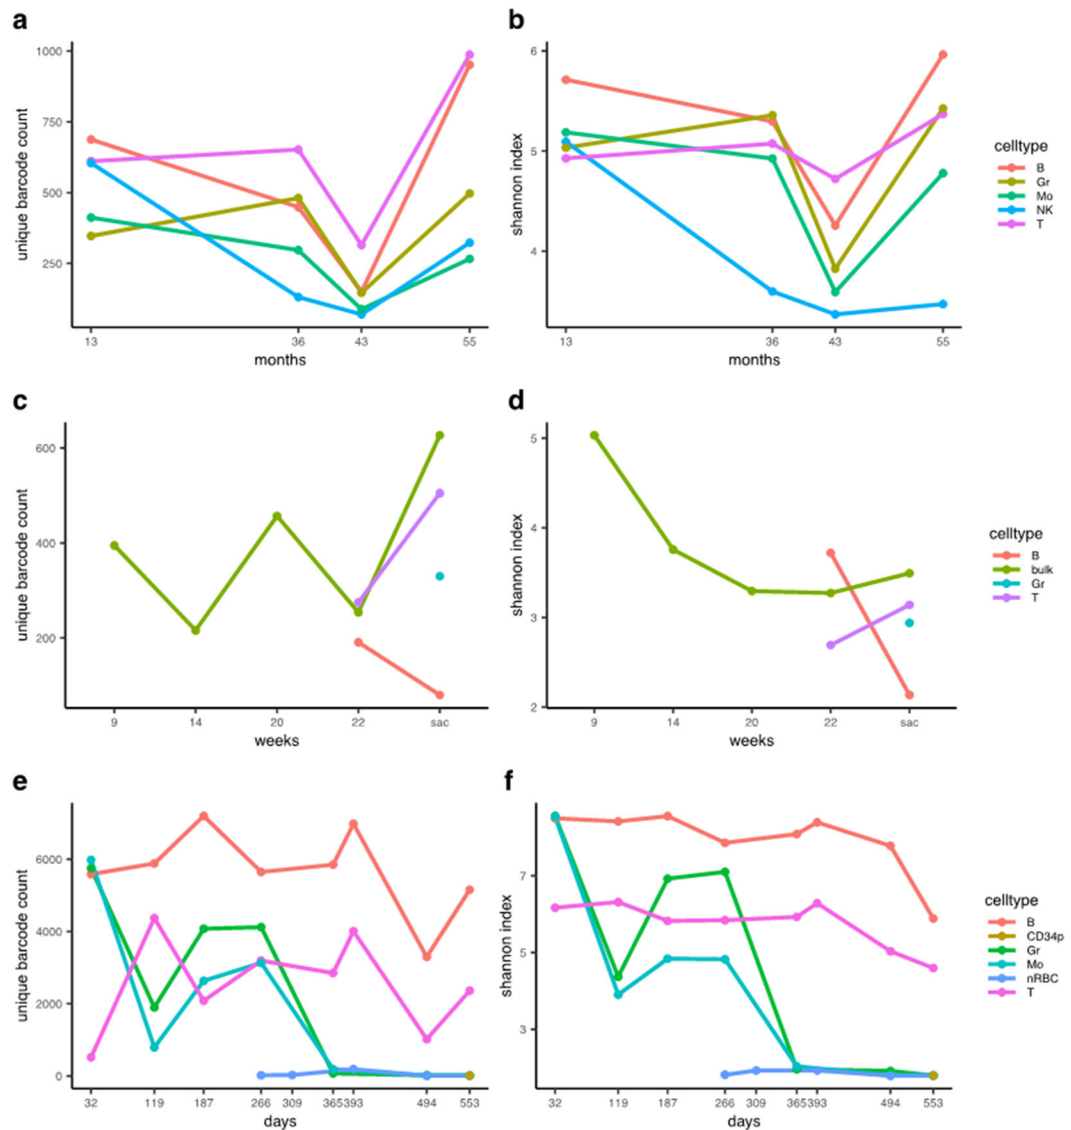 a
1000
750
500
250
unique barcode count
13
36
43
55
months
b
6
5
4
shannon index
13
36
43
55
months
celltype
B
Gr
Mo
NK
T
c
600
400
200
unique barcode count
9
14
20
22
sac
weeks
d
5
4
3
2
shannon index
9
14
20
22
sac
weeks
celltype
B
bulk
Gr
T
e
6000
4000
2000
0
unique barcode count
32
119
187
266
309
365
393
494
553
days
f
7
5
3
shannon index
32
119
187
266
309
365
393
494
553
days
celltype
B
CD34p
Gr
Mo
nRBC
T